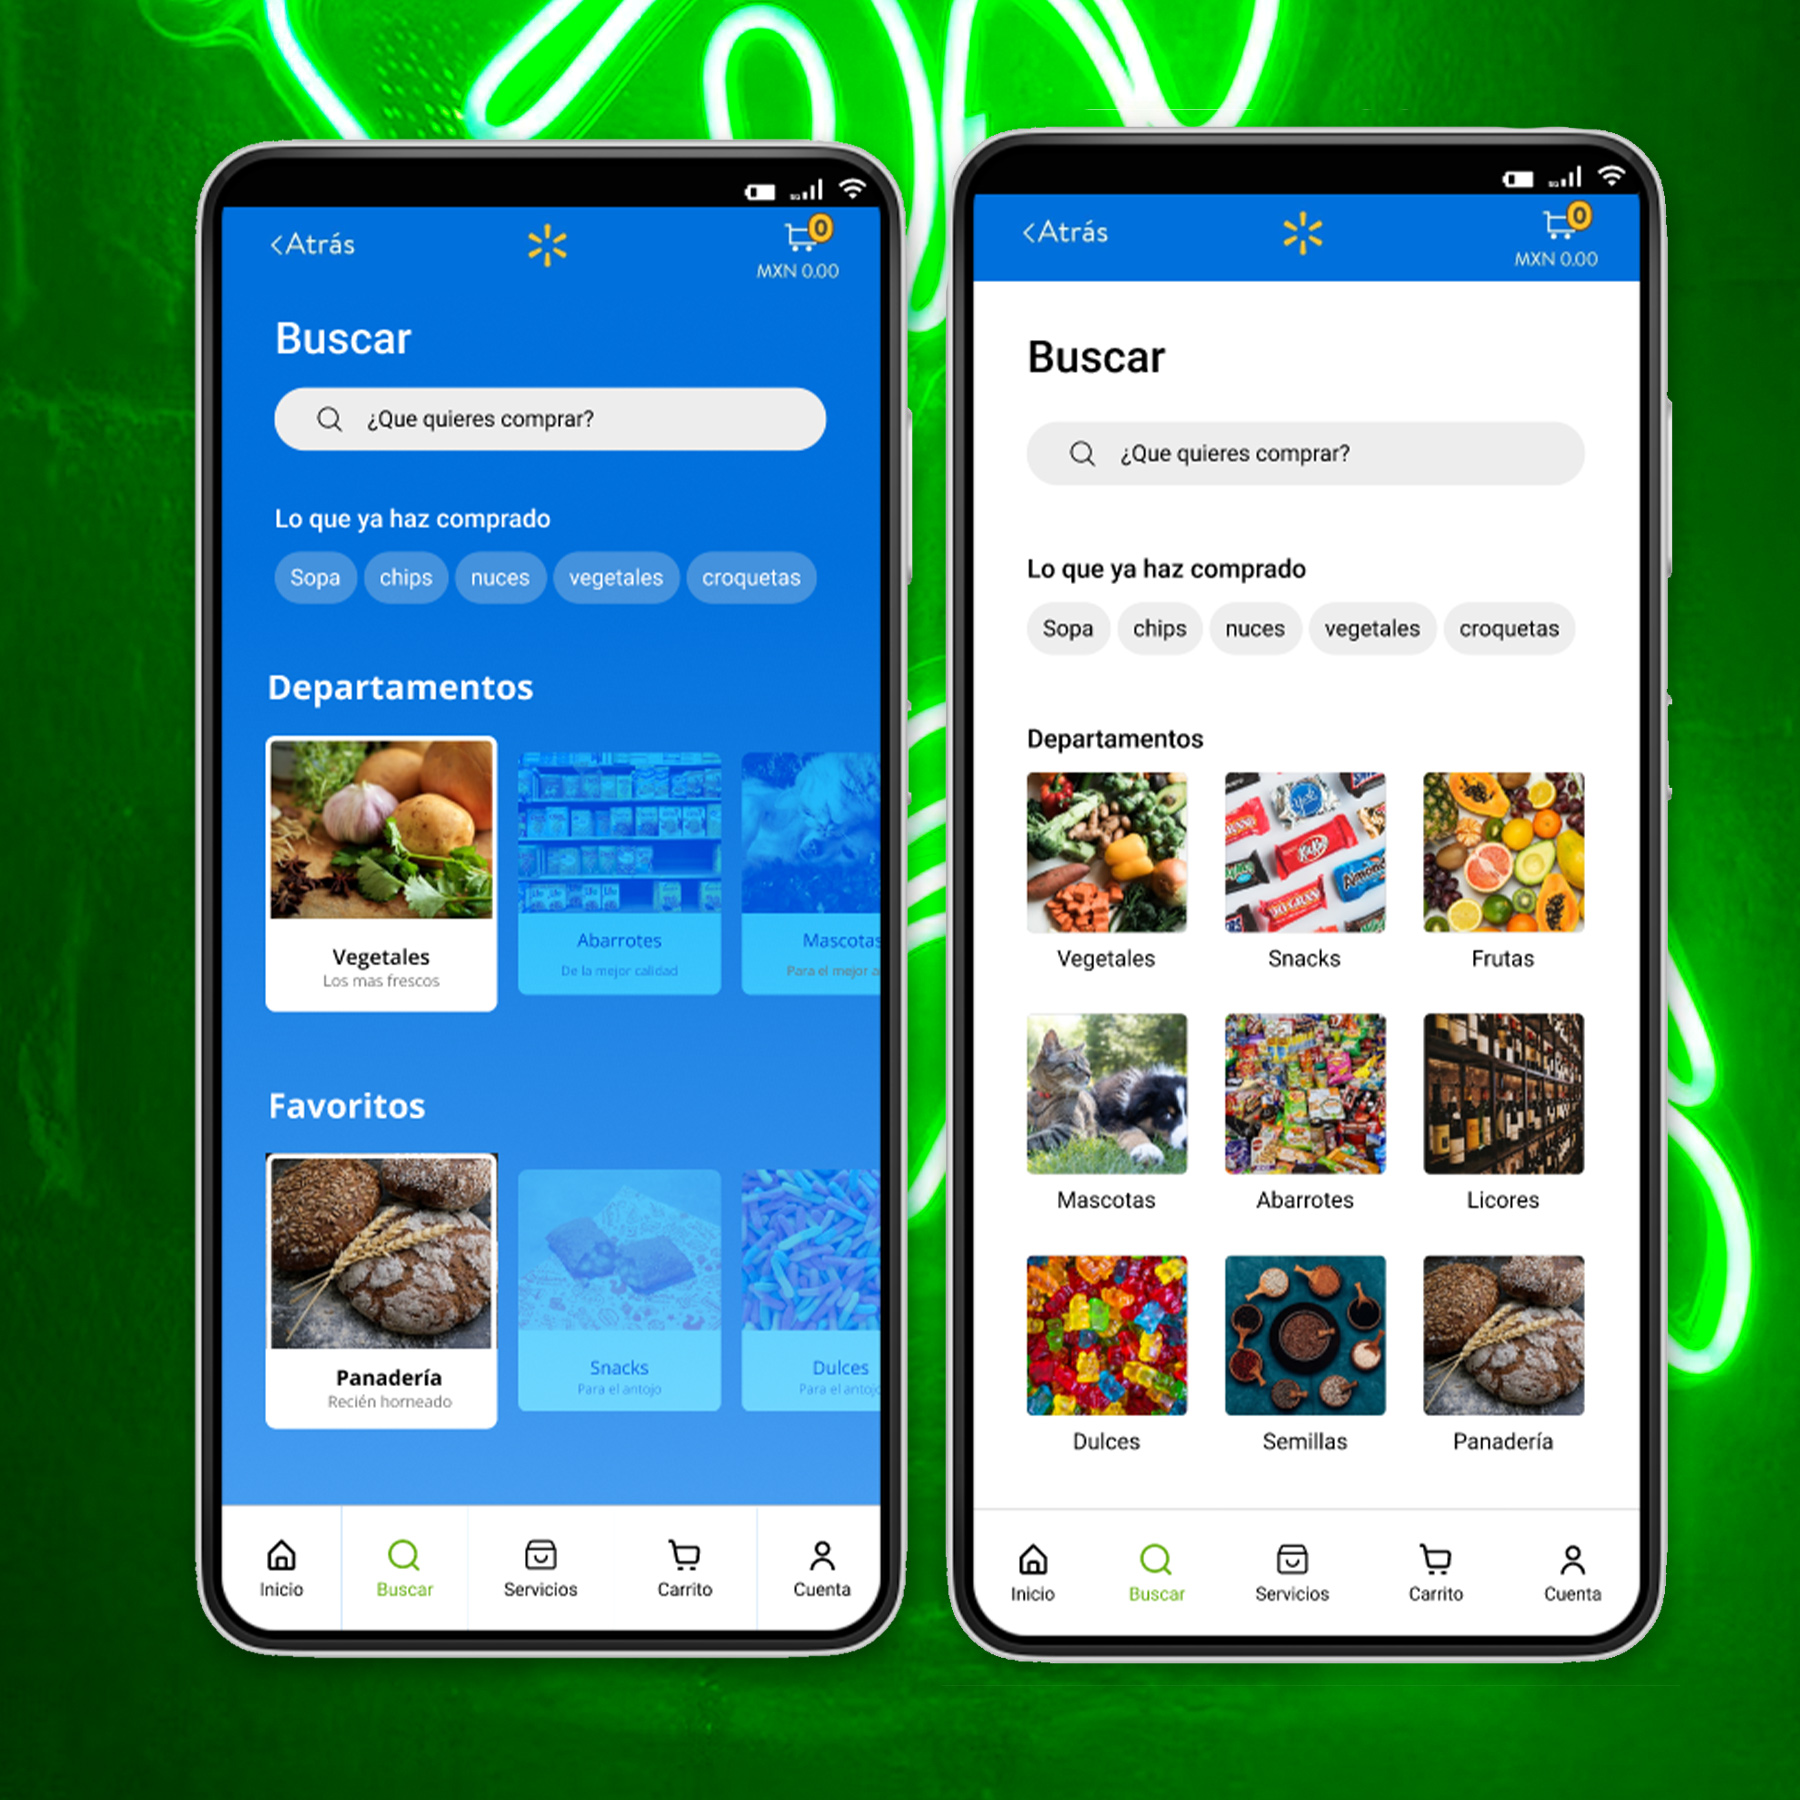 <Atrás
0
MXN 0.00
Buscar
¿Que quieres comprar?
Lo que ya haz comprado
Sopa
chips
nuces
vegetales
croquetas
Departamentos
Vegetales
Los mas frescos
Abarrotes
De la mejor calidad
Mascotas
Para el mejor a
Favoritos
Panadería
Recién horneado
Snacks
Para el antojo
Dulces
Para el antojo
Inicio
Buscar
Servicios
Carrito
Cuenta
<Atrás
0
MXN 0.00
Buscar
¿Que quieres comprar?
Lo que ya haz comprado
Sopa
chips
nuces
vegetales
croquetas
Departamentos
Vegetales
Snacks
Frutas
Mascotas
Abarrotes
Licores
Dulces
Semillas
Panadería
Inicio
Buscar
Servicios
Carrito
Cuenta